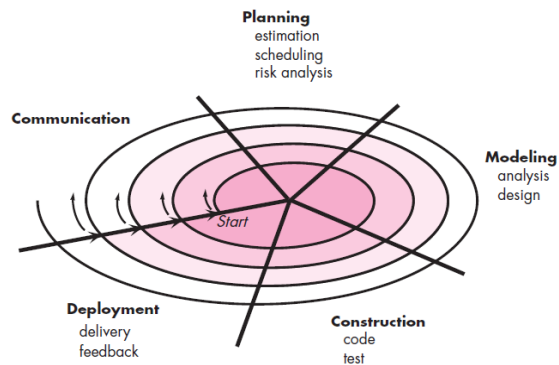 Planning
estimation
scheduling
risk analysis
Communication
Modeling
analysis
design
Start
Deployment
delivery
feedback
Construction
code
test